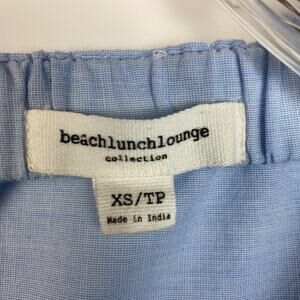 beachlunchlounge
collection
XS/TP
Made in India